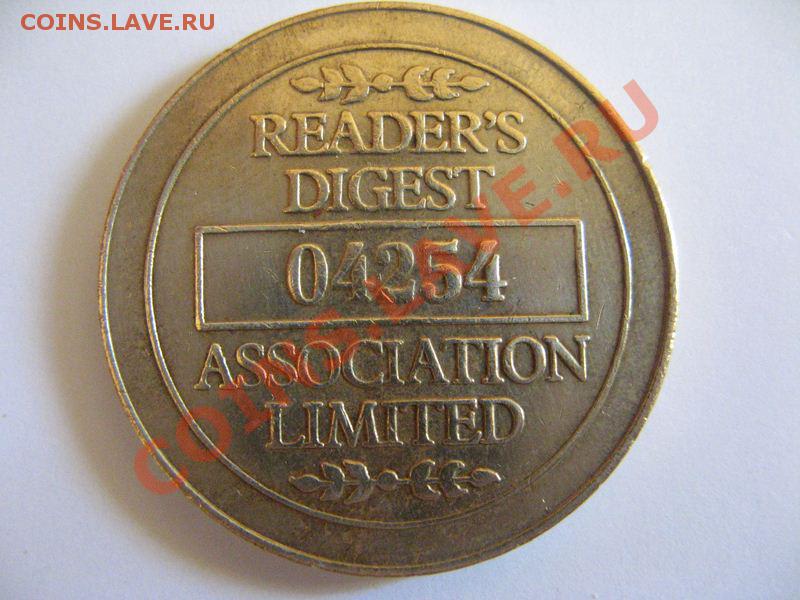 COINS.LAVE.RU
READER'S
DIGEST
04254
ASSOCIATION
LIMITED
COINS.LAVE.RU